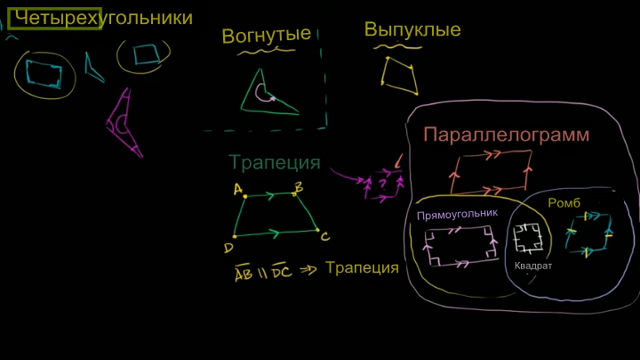 Четырехугольники
Вогнутые
Выпуклые
Параллелограмм
Трапеция
?
A B
D C
AB || DC ⇒ Трапеция
Прямоугольник
Ромб
Квадрат